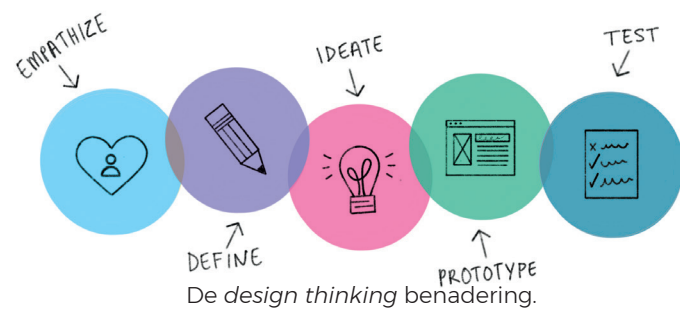 EMPATHIZE
DEFINE
IDEATE
PROTOTYPE
TEST
De design thinking benadering.